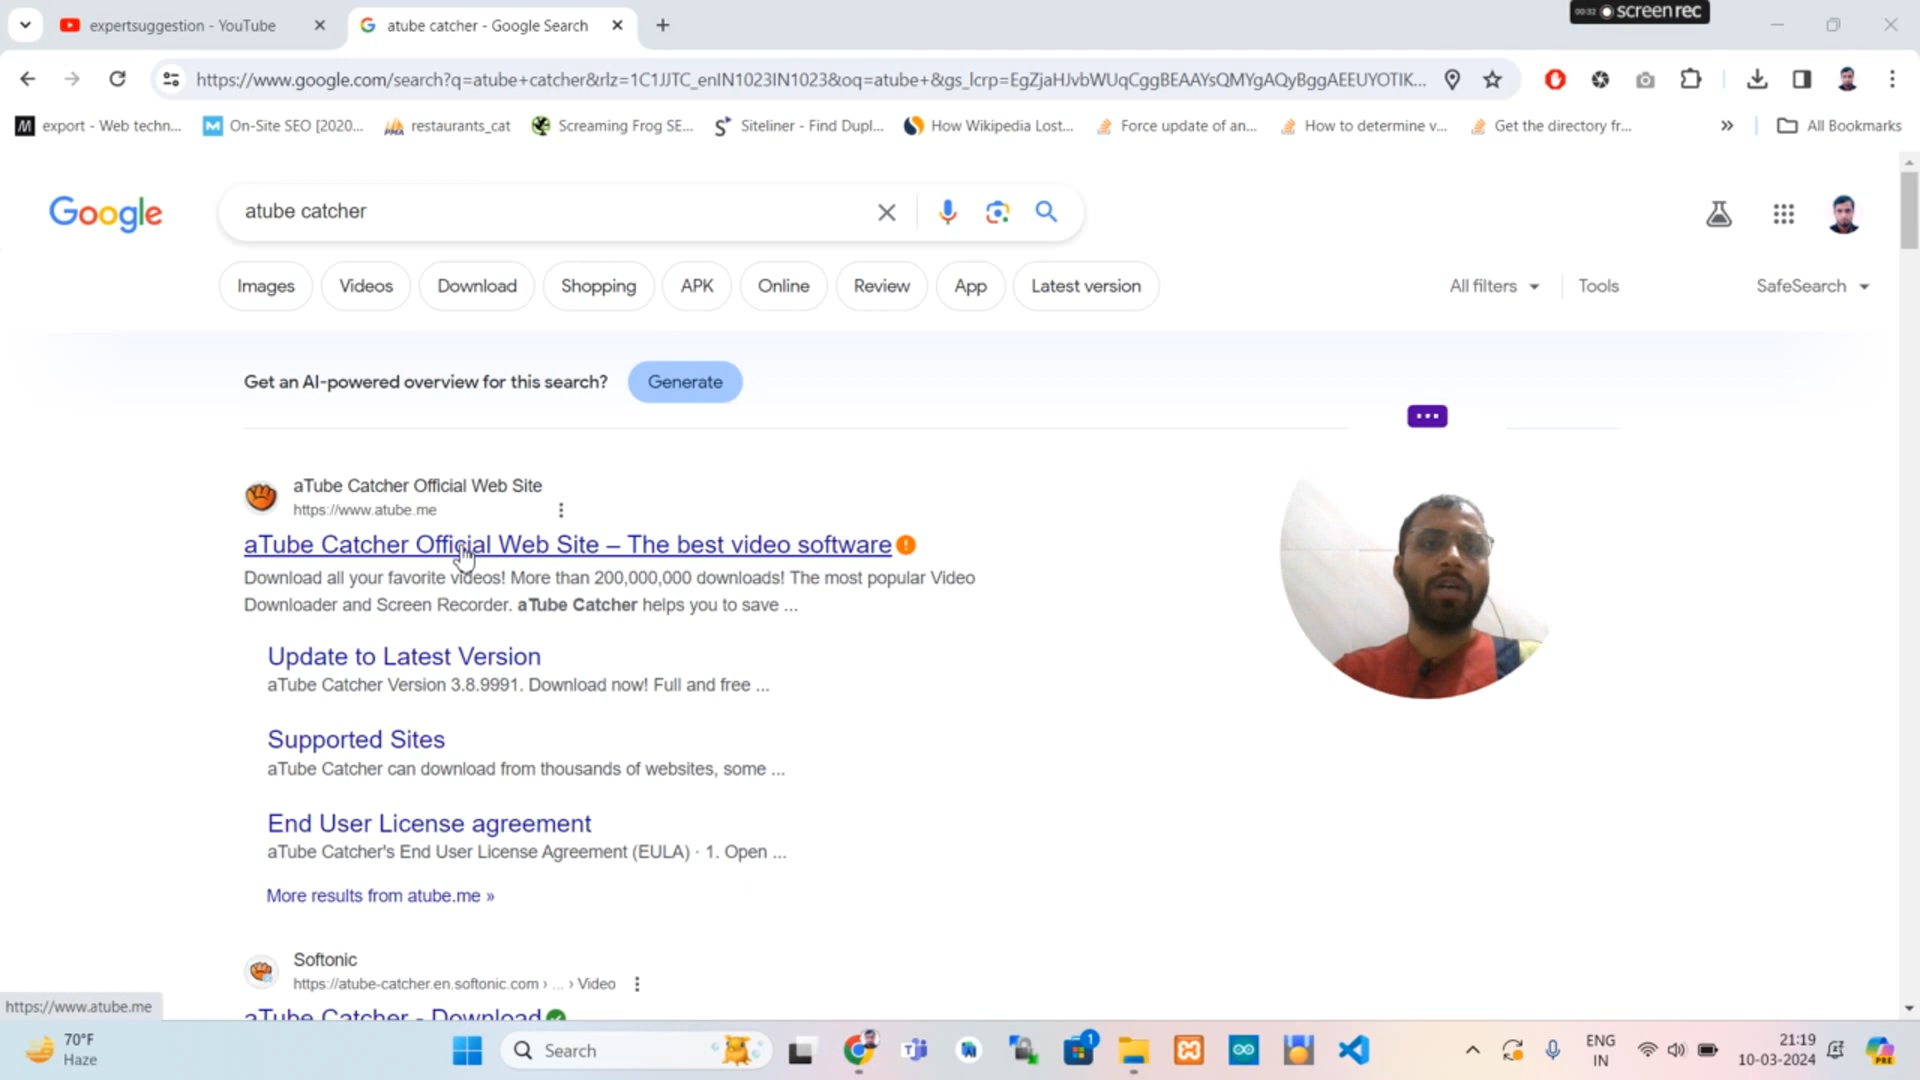 00:32 screenrec
expertsuggestion - YouTube
atube catcher - Google Search
https://www.google.com/search?q=atube+catcher&rlz=1C1JJTC_enIN1023IN1023&oq=atube+&gs_lcrp=EgZjaHJvbWUqCggBEAAYsQMYgAQyBggAEEUYOTIK...
export - Web techn...
On-Site SEO [2020...
restaurants_cat
Screaming Frog SE...
Siteliner - Find Dupl...
How Wikipedia Lost...
Force update of an...
How to determine v...
Get the directory fr...
All Bookmarks
Google
atube catcher
Images
Videos
Download
Shopping
APK
Online
Review
App
Latest version
All filters
Tools
SafeSearch
Get an AI-powered overview for this search?
Generate
aTube Catcher Official Web Site
https://www.atube.me
aTube Catcher Official Web Site – The best video software
Download all your favorite videos! More than 200,000,000 downloads! The most popular Video
Downloader and Screen Recorder. aTube Catcher helps you to save ...
Update to Latest Version
aTube Catcher Version 3.8.9991. Download now! Full and free ...
Supported Sites
aTube Catcher can download from thousands of websites, some ...
End User License agreement
aTube Catcher's End User License Agreement (EULA) · 1. Open ...
More results from atube.me »
Softonic
https://atube-catcher.en.softonic.com › ... › Video
aTube Catcher - Download
https://www.atube.me
70°F
Haze
Search
1
ENG
IN
21:19
10-03-2024
PRE